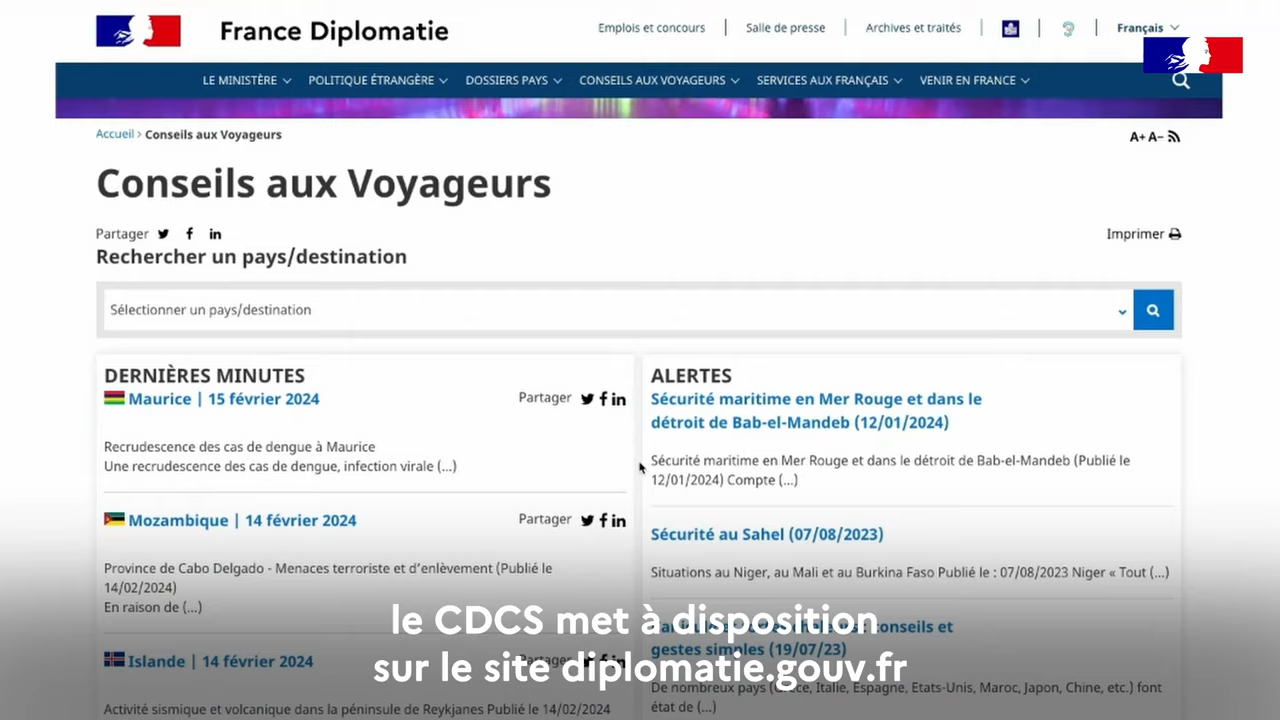 France Diplomatie
Emplois et concours
Salle de presse
Archives et traités
Français
LE MINISTÈRE
POLITIQUE ÉTRANGÈRE
DOSSIERS PAYS
CONSEILS AUX VOYAGEURS
SERVICES AUX FRANÇAIS
VENIR EN FRANCE
Accueil › Conseils aux Voyageurs
A+ A−
Conseils aux Voyageurs
Partager
Imprimer
Rechercher un pays/destination
Sélectionner un pays/destination
DERNIÈRES MINUTES
Maurice | 15 février 2024
Partager
Recrudescence des cas de dengue à Maurice
Une recrudescence des cas de dengue, infection virale (...)
Mozambique | 14 février 2024
Partager
Province de Cabo Delgado - Menaces terroriste et d’enlèvement (Publié le
14/02/2024)
En raison de (...)
Islande | 14 février 2024
Partager
Activité sismique et volcanique dans la péninsule de Reykjanes Publié le 14/02/2024
ALERTES
Sécurité maritime en Mer Rouge et dans le
détroit de Bab-el-Mandeb (12/01/2024)
Sécurité maritime en Mer Rouge et dans le détroit de Bab-el-Mandeb (Publié le
12/01/2024) Compte (...)
Sécurité au Sahel (07/08/2023)
Situations au Niger, au Mali et au Burkina Faso Publié le : 07/08/2023 Niger « Tout (...)
conseils et
gestes simples (19/07/23)
De nombreux pays (Grèce, Italie, Espagne, Etats-Unis, Maroc, Japon, Chine, etc.) font
état de (...)
le CDCS met à disposition
sur le site diplomatie.gouv.fr